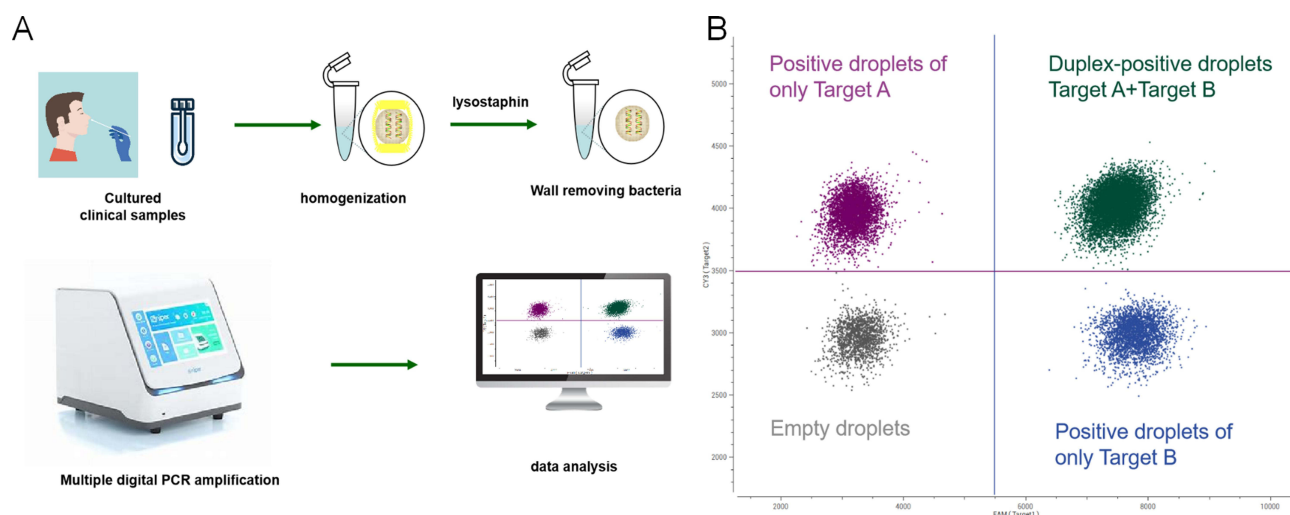 A
Cultured
clinical samples
homogenization
lysostaphin
Wall removing bacteria
Multiple digital PCR amplification
data analysis
B
Positive droplets of
only Target A
Duplex-positive droplets
Target A+Target B
Empty droplets
Positive droplets of
only Target B
5000
4500
4000
3500
3000
2500
2000
CY3 (Target2)
2000
4000
6000
8000
10000
FAM (Target1)